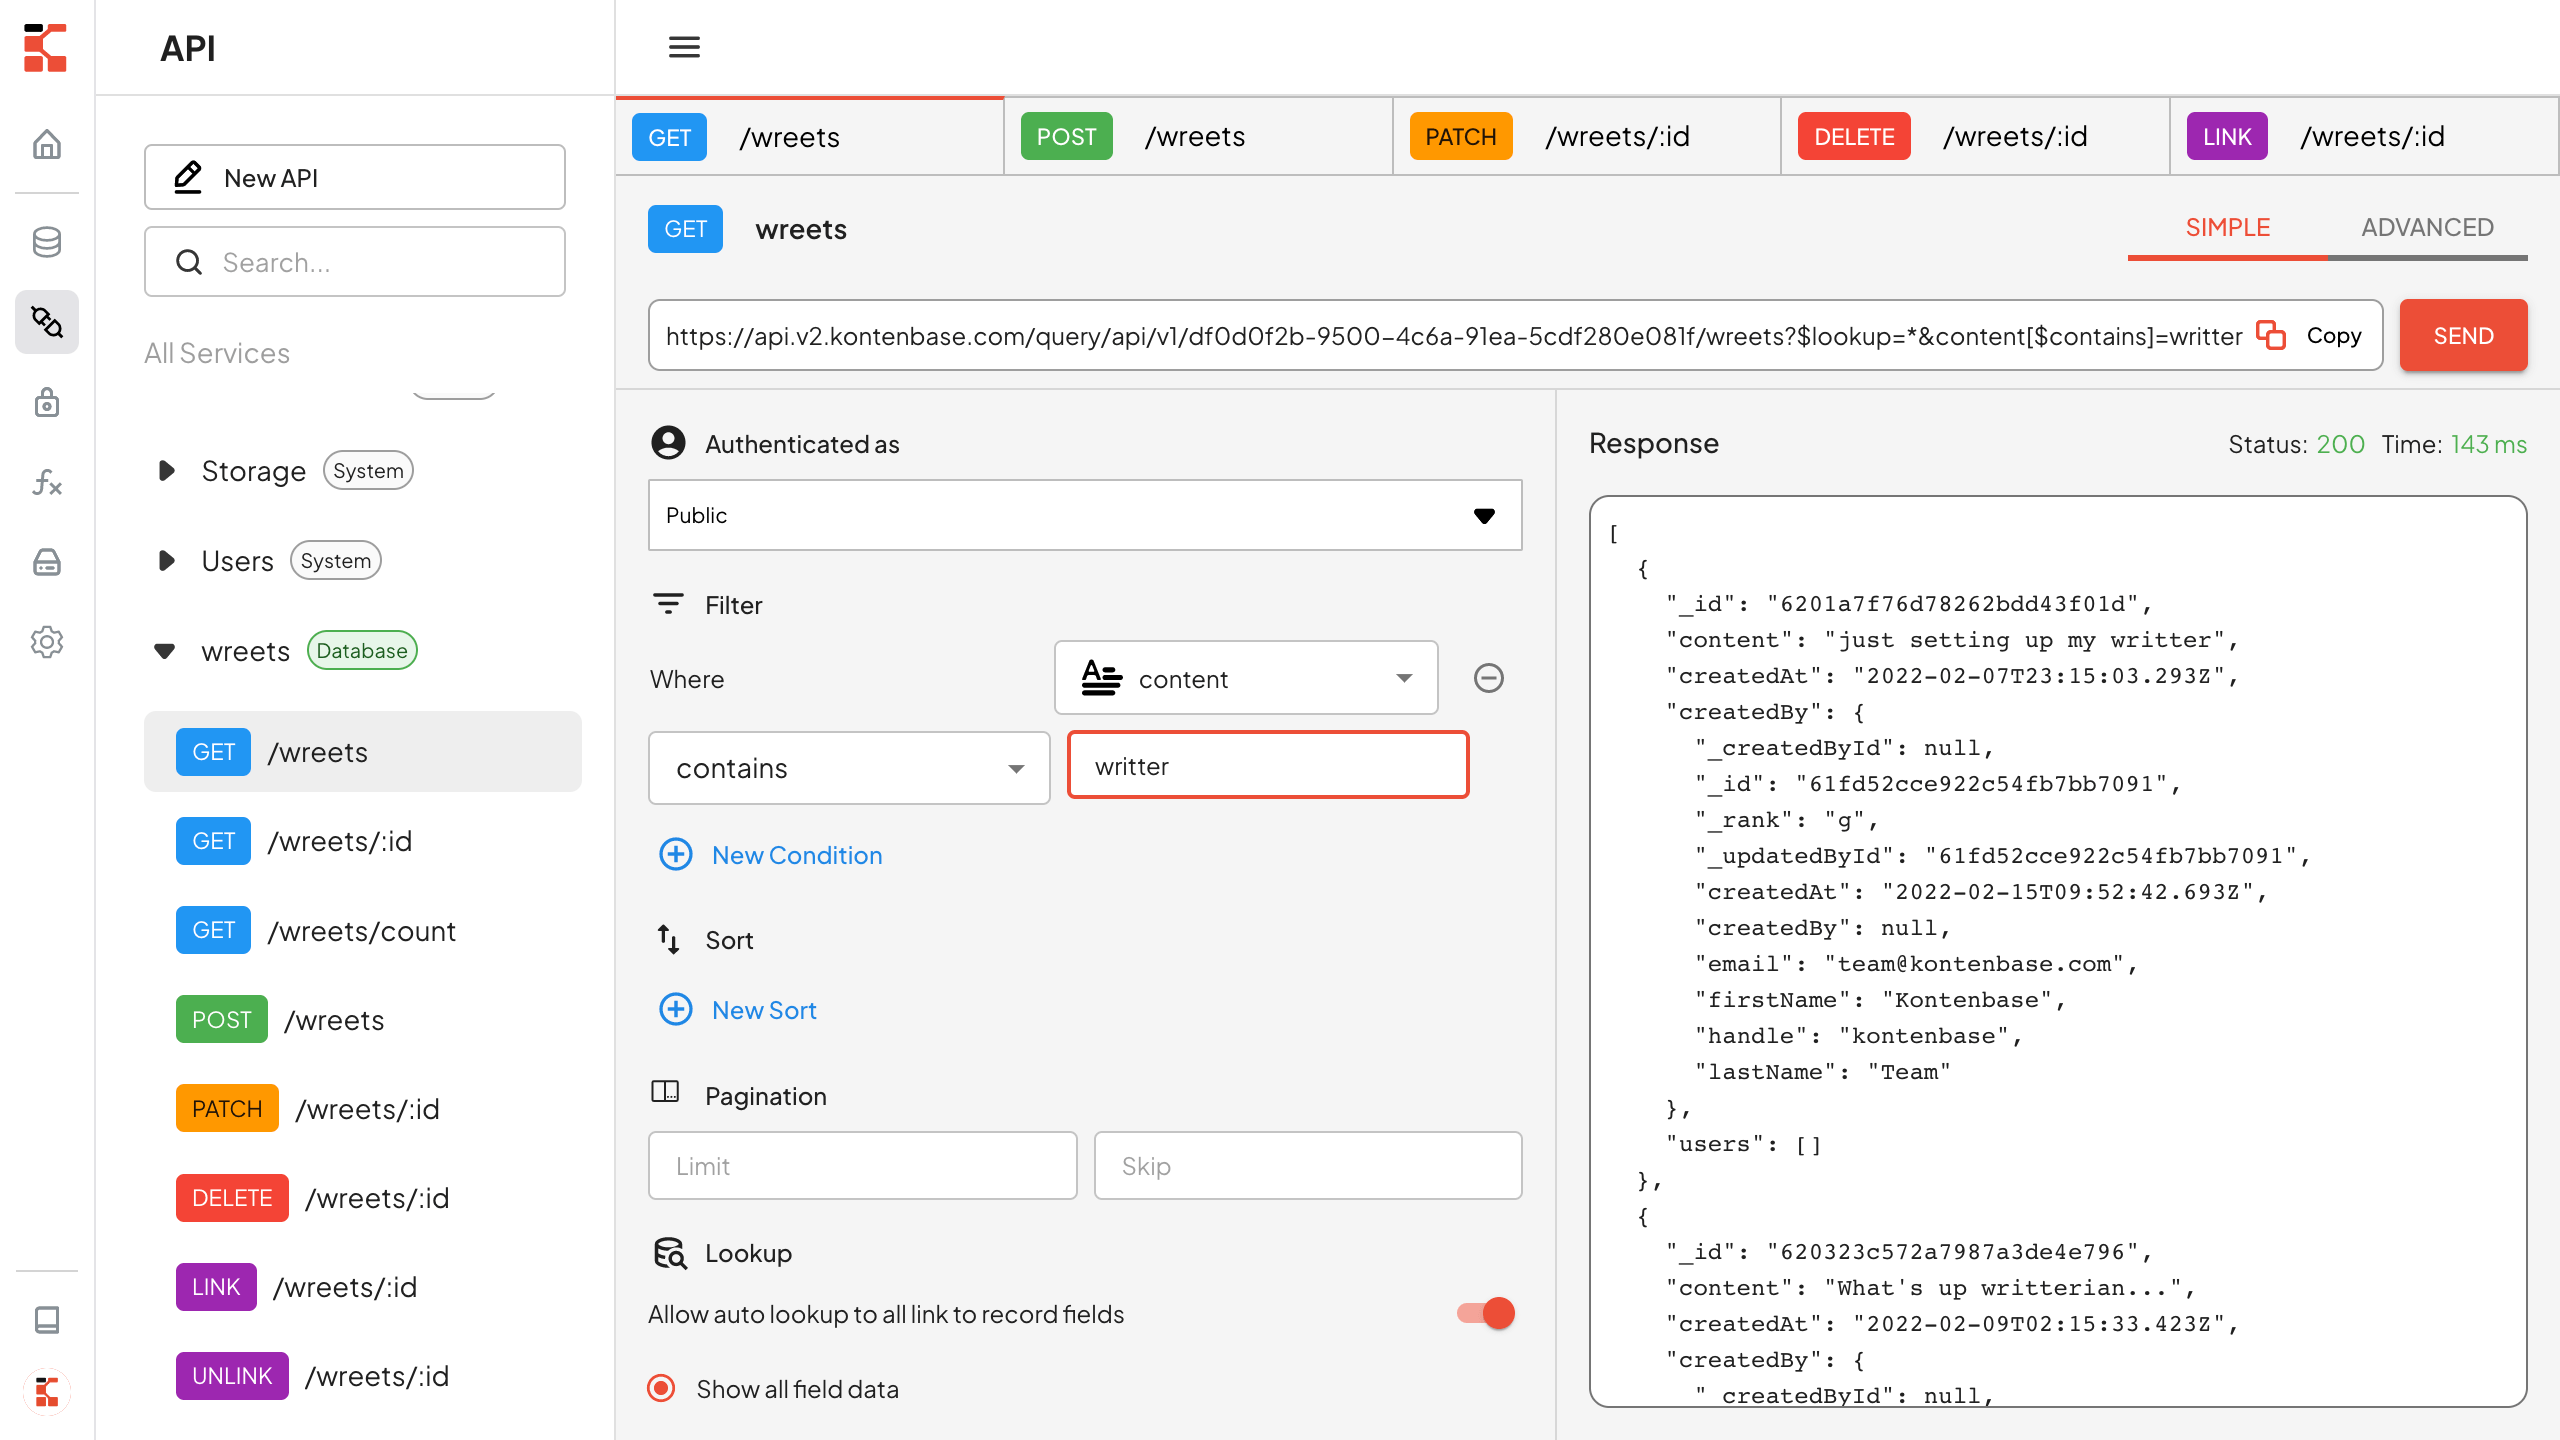 API
New API
Search...
All Services
Storage System
Users System
wreets Database
GET /wreets
GET /wreets/:id
GET /wreets/count
POST /wreets
PATCH /wreets/:id
DELETE /wreets/:id
LINK /wreets/:id
UNLINK /wreets/:id
GET /wreets
POST /wreets
PATCH /wreets/:id
DELETE /wreets/:id
LINK /wreets/:id
GET wreets
SIMPLE ADVANCED
https://api.v2.kontenbase.com/query/api/v1/df0d0f2b-9500-4c6a-91ea-5cdf280e081f/wreets?$lookup=*&content[$contains]=writter Copy SEND
Authenticated as
Public
Filter
Where content
contains writter
New Condition
Sort
New Sort
Pagination
Limit Skip
Lookup
Allow auto lookup to all link to record fields
Show all field data
Response Status: 200 Time: 143 ms
[
{
"_id": "6201a7f76d78262bdd43f01d",
"content": "just setting up my writter",
"createdAt": "2022-02-07T23:15:03.293Z",
"createdBy": {
"_createdById": null,
"_id": "61fd52cce922c54fb7bb7091",
"_rank": "g",
"_updatedById": "61fd52cce922c54fb7bb7091",
"createdAt": "2022-02-15T09:52:42.693Z",
"createdBy": null,
"email": "team@kontenbase.com",
"firstName": "Kontenbase",
"handle": "kontenbase",
"lastName": "Team"
},
"users": []
},
{
"_id": "620323c572a7987a3de4e796",
"content": "What's up writterian...",
"createdAt": "2022-02-09T02:15:33.423Z",
"createdBy": {
"_createdById": null,